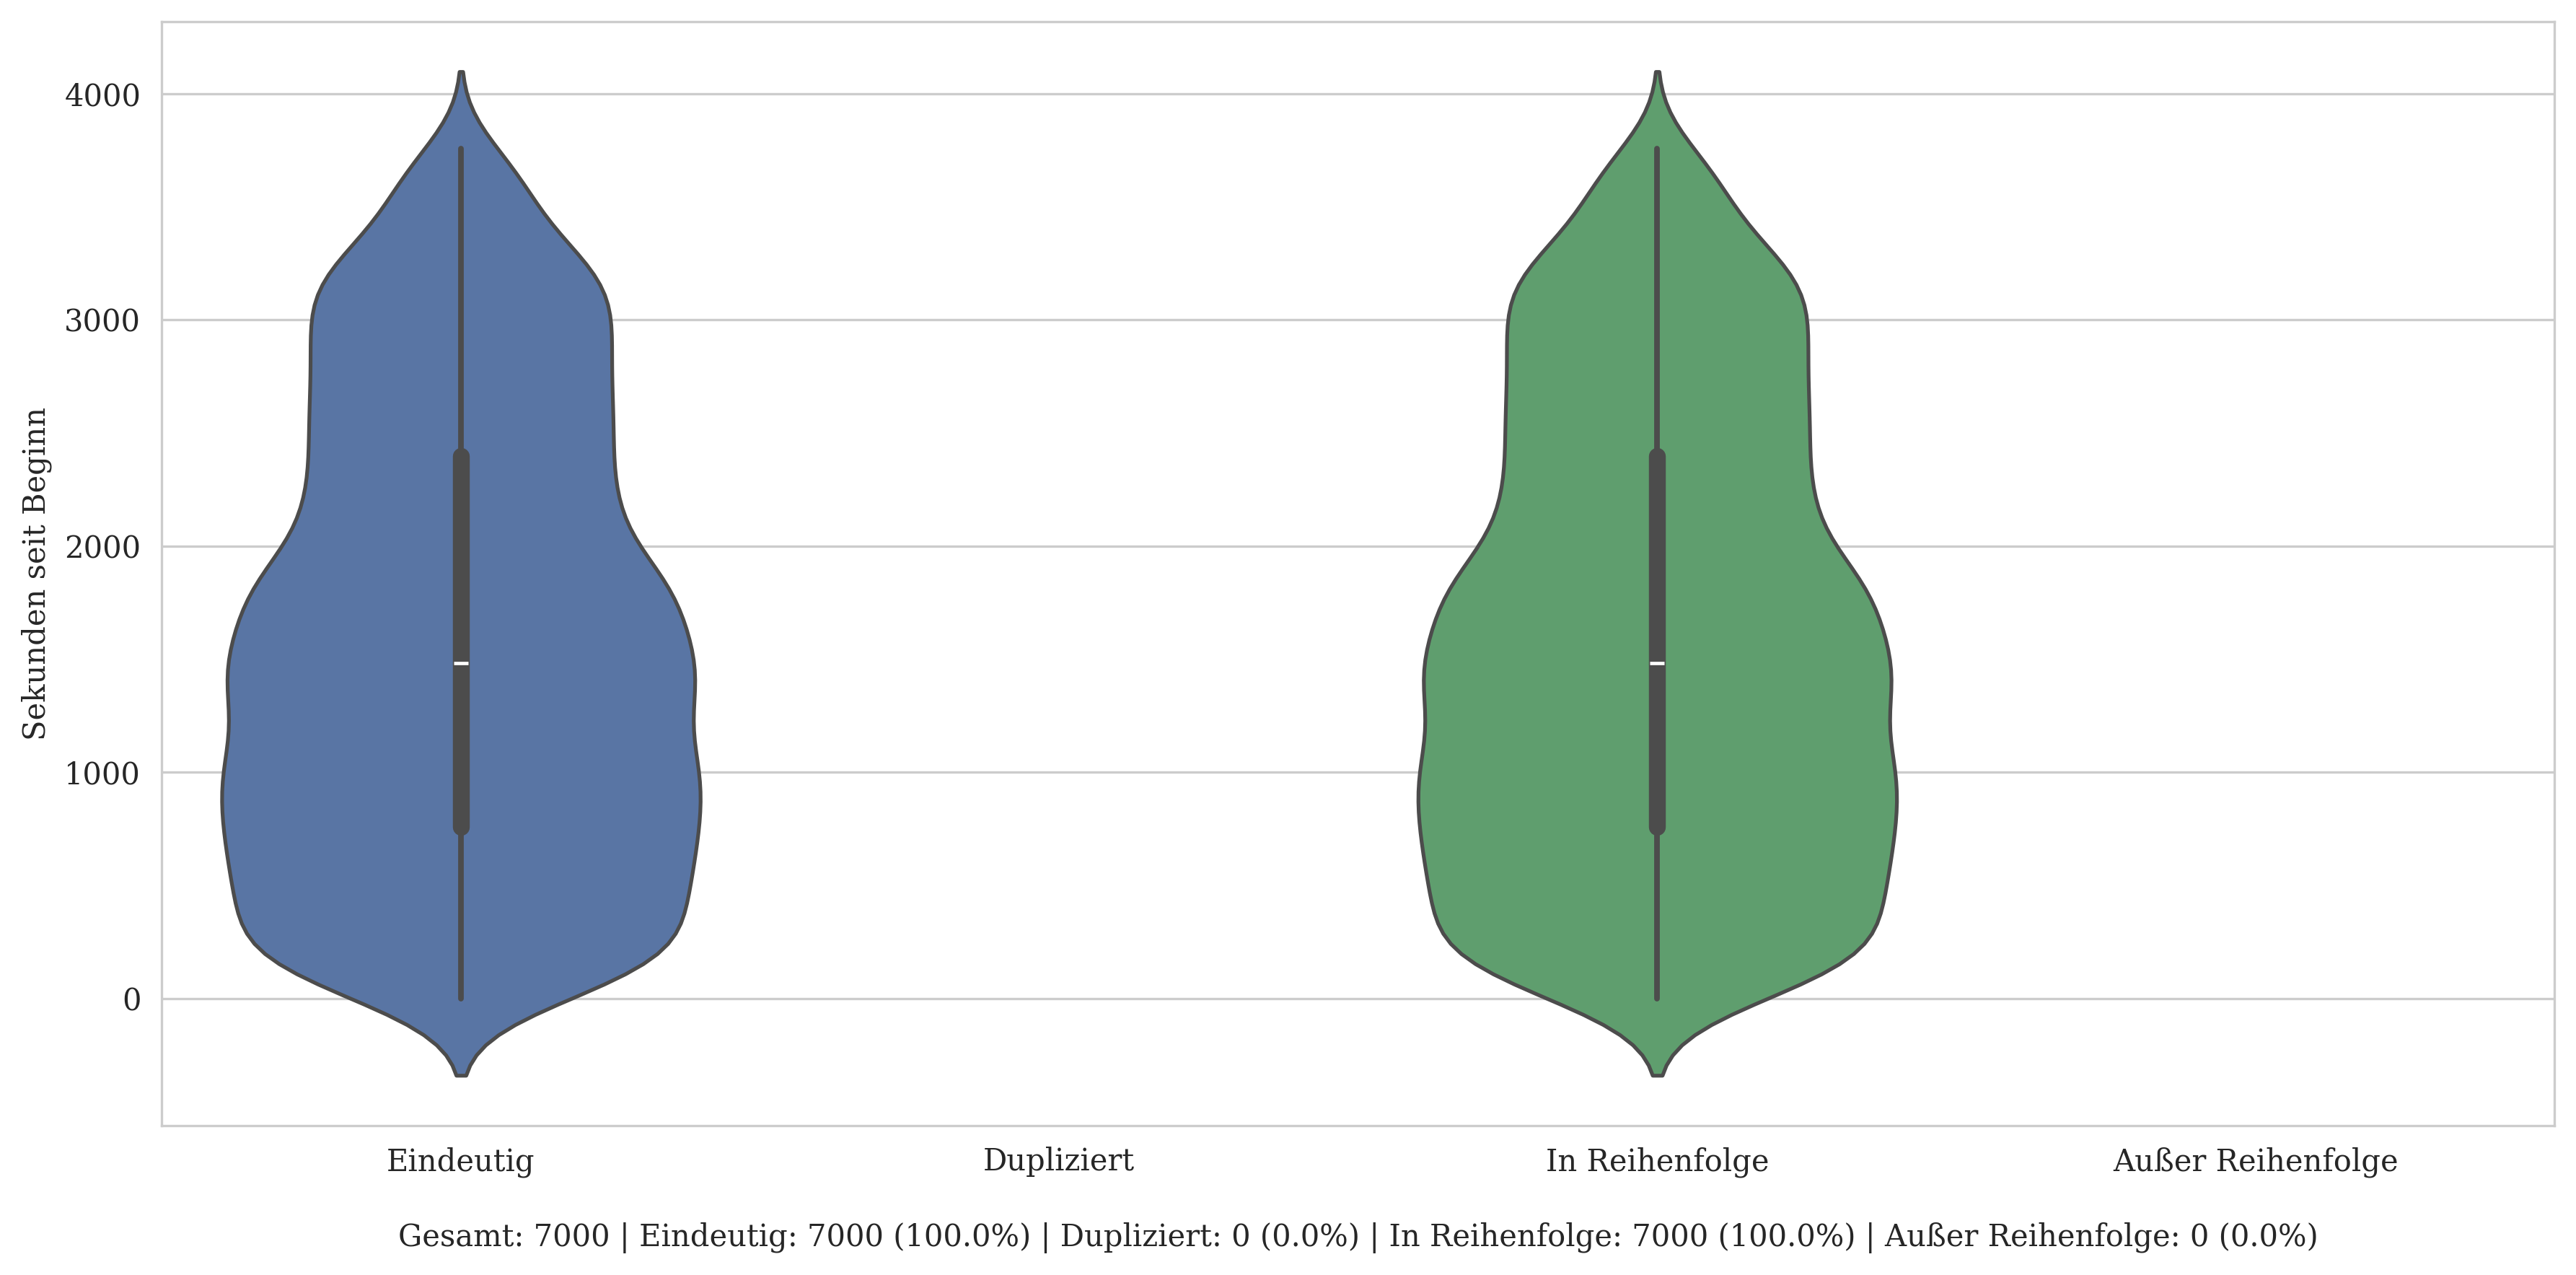 Sekunden seit Beginn
4000
3000
2000
1000
0
Eindeutig
Dupliziert
In Reihenfolge
Außer Reihenfolge
Gesamt: 7000 | Eindeutig: 7000 (100.0%) | Dupliziert: 0 (0.0%) | In Reihenfolge: 7000 (100.0%) | Außer Reihenfolge: 0 (0.0%)